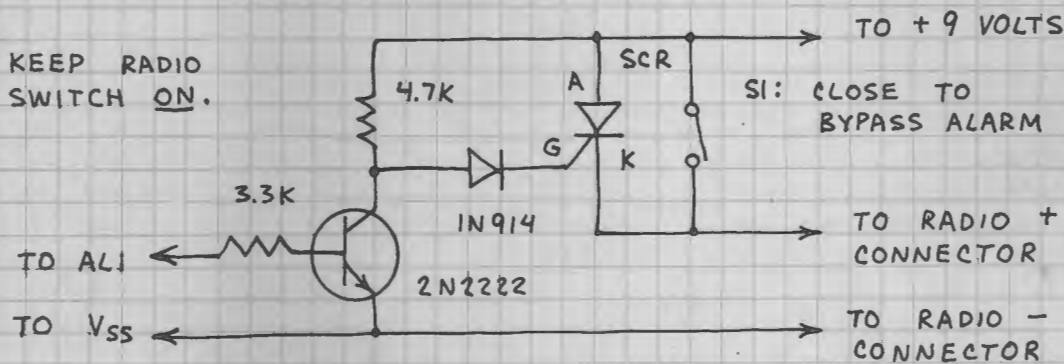 KEEP RADIO
SWITCH ON.
4.7K
SCR
A
G
K
TO + 9 VOLTS
S1: CLOSE TO
BYPASS ALARM
3.3K
1N914
TO AL1
2N2222
TO RADIO +
CONNECTOR
TO VSS
TO RADIO -
CONNECTOR